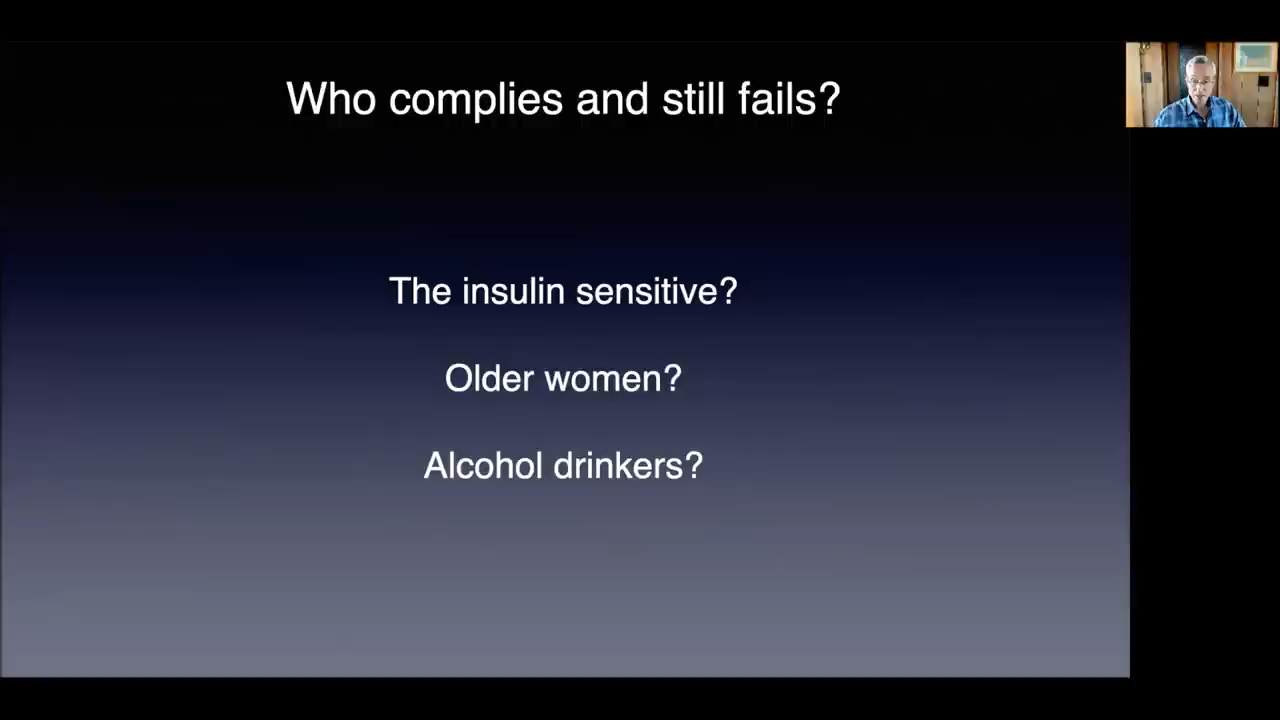 Who complies and still fails?
The insulin sensitive?
Older women?
Alcohol drinkers?